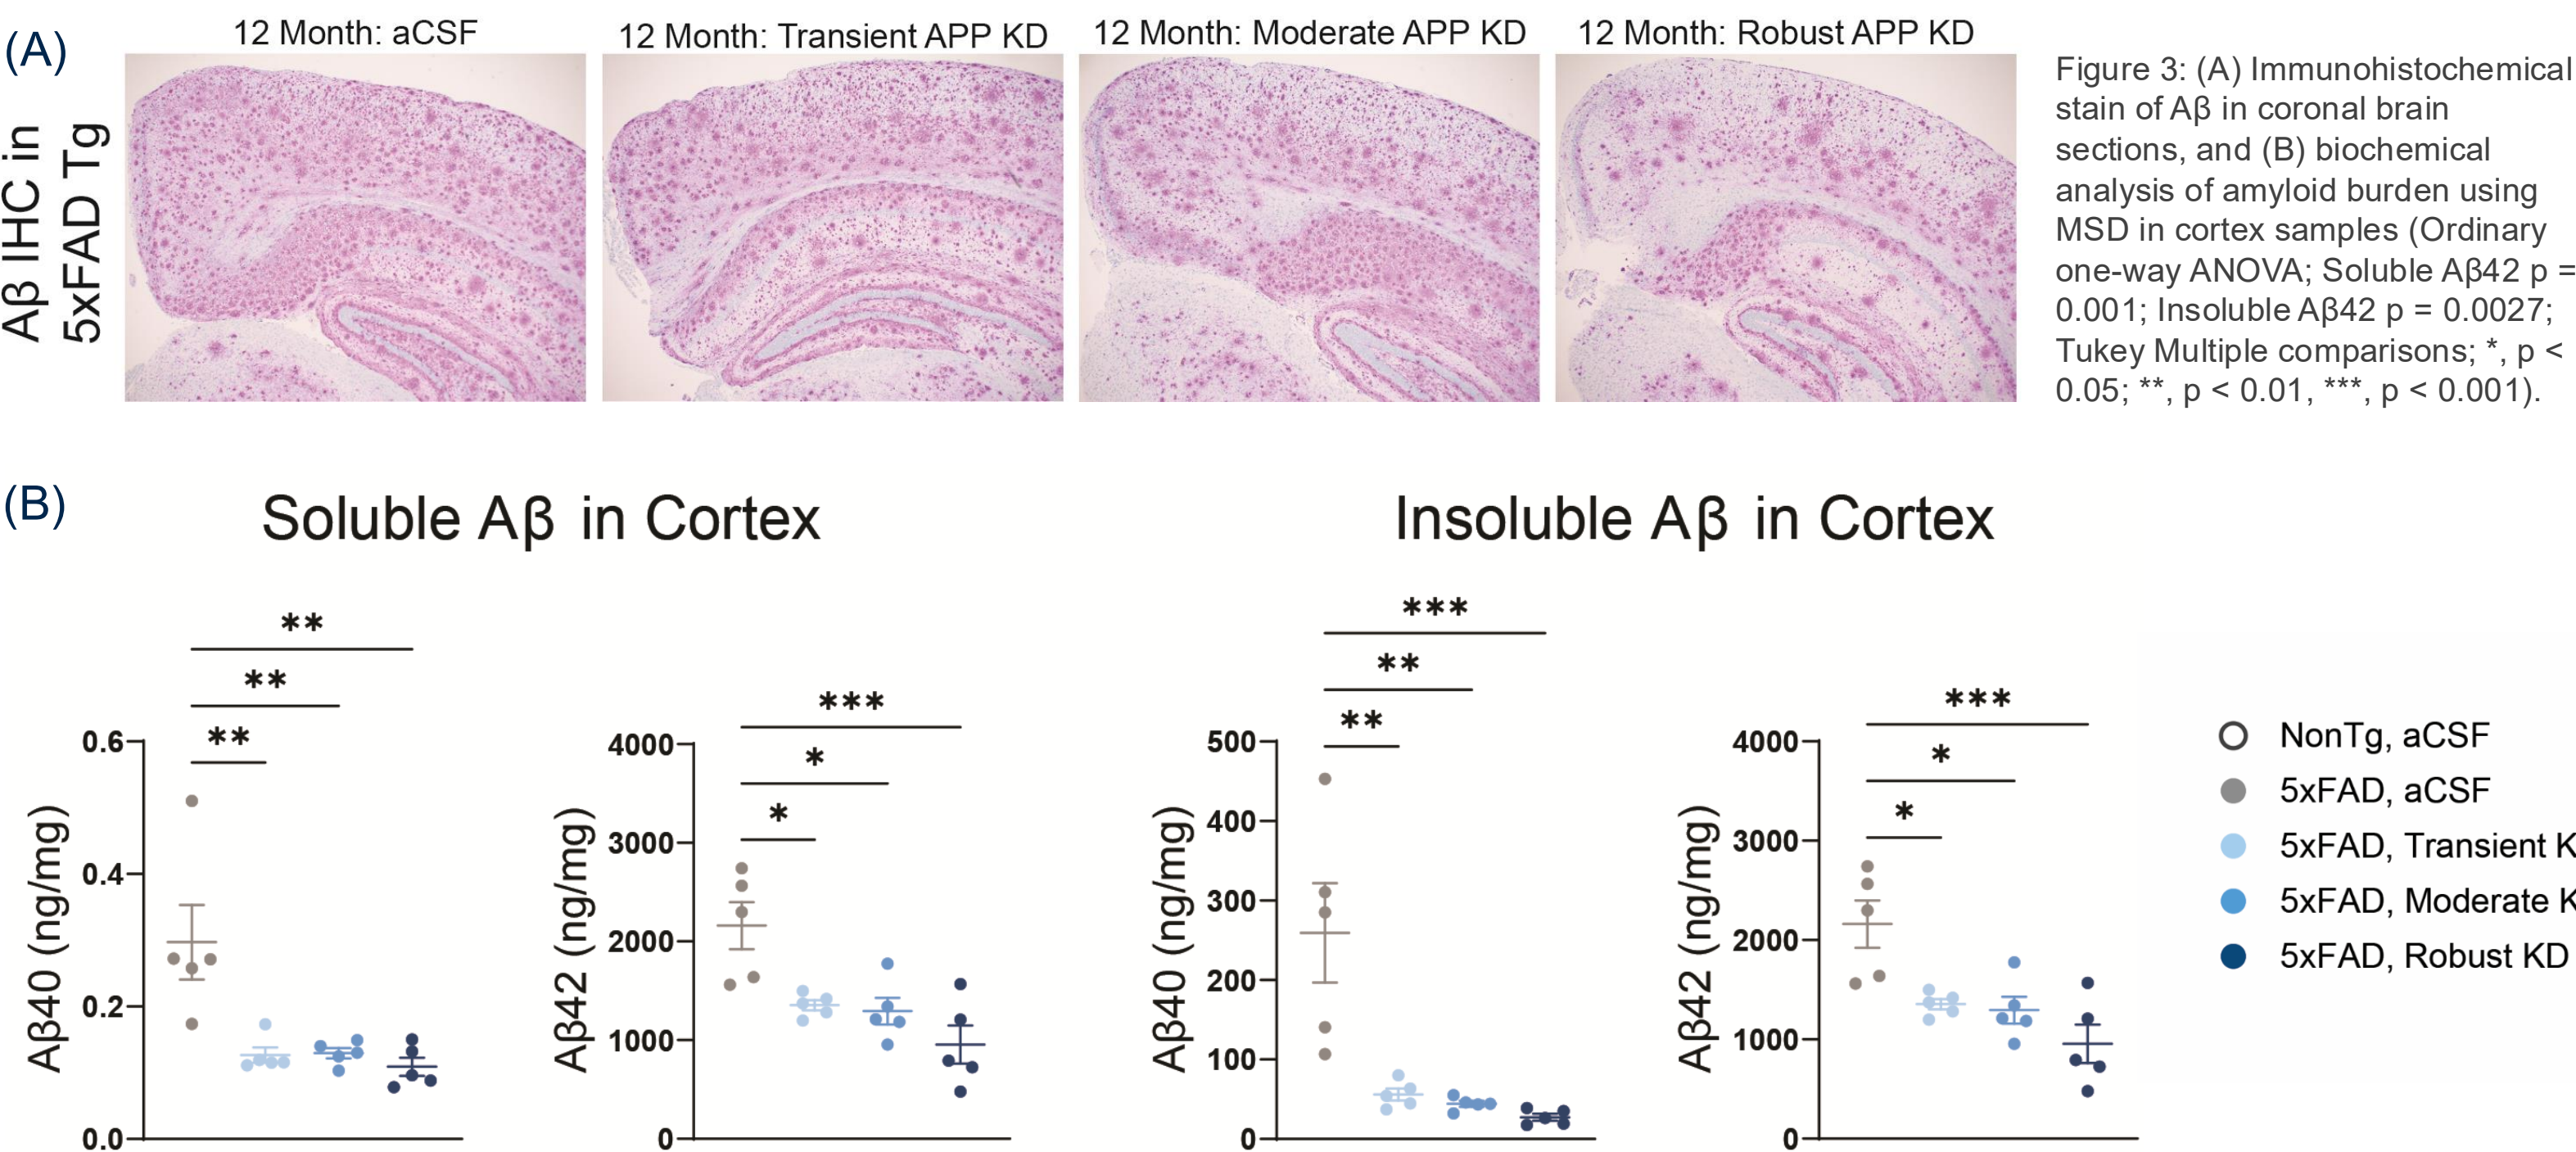 (A)
12 Month: aCSF
12 Month: Transient APP KD
12 Month: Moderate APP KD
12 Month: Robust APP KD
Aβ IHC in
5xFAD Tg
Figure 3: (A) Immunohistochemical
stain of Aβ in coronal brain
sections, and (B) biochemical
analysis of amyloid burden using
MSD in cortex samples (Ordinary
one-way ANOVA; Soluble Aβ42 p =
0.001; Insoluble Aβ42 p = 0.0027;
Tukey Multiple comparisons; *, p <
0.05; **, p < 0.01, ***, p < 0.001).
(B)
Soluble Aβ in Cortex
Insoluble Aβ in Cortex
**
**
**
0.6
0.4
0.2
0.0
Aβ40 (ng/mg)
***
*
*
4000
3000
2000
1000
0
Aβ42 (ng/mg)
***
**
**
500
400
300
200
100
0
Aβ40 (ng/mg)
***
*
*
4000
3000
2000
1000
0
Aβ42 (ng/mg)
NonTg, aCSF
5xFAD, aCSF
5xFAD, Transient K
5xFAD, Moderate K
5xFAD, Robust KD